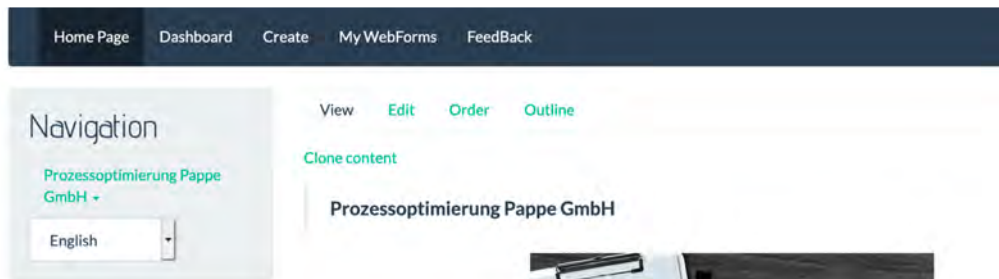 Home Page Dashboard Create My WebForms FeedBack
Navigation
Prozessoptimierung Pappe
GmbH
English
View Edit Order Outline
Clone content
Prozessoptimierung Pappe GmbH